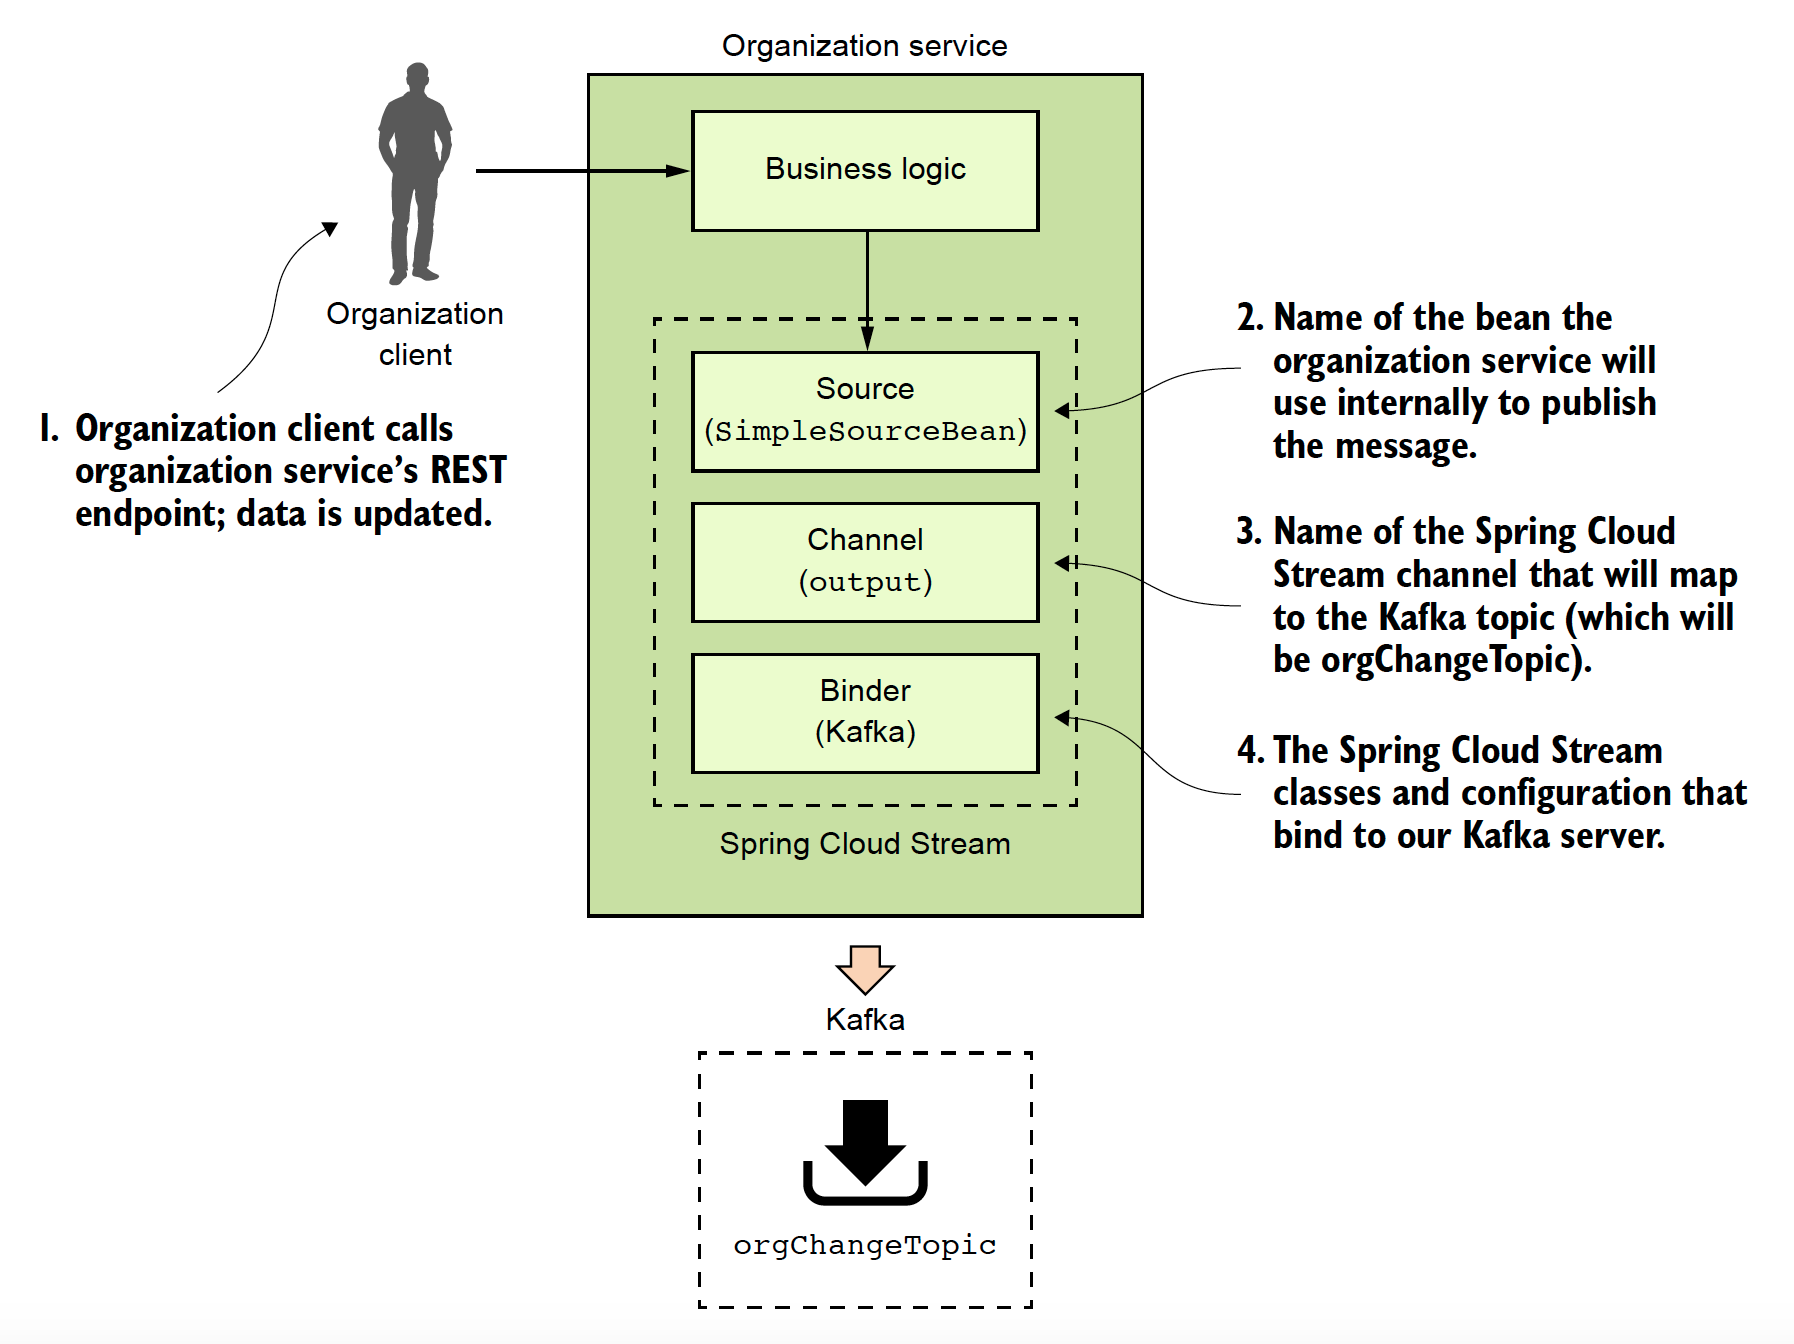 Organization service
Business logic
Organization
client
1. Organization client calls
organization service’s REST
endpoint; data is updated.
Source
(SimpleSourceBean)
2. Name of the bean the
organization service will
use internally to publish
the message.
Channel
(output)
3. Name of the Spring Cloud
Stream channel that will map
to the Kafka topic (which will
be orgChangeTopic).
Binder
(Kafka)
4. The Spring Cloud Stream
classes and configuration that
bind to our Kafka server.
Spring Cloud Stream
Kafka
orgChangeTopic